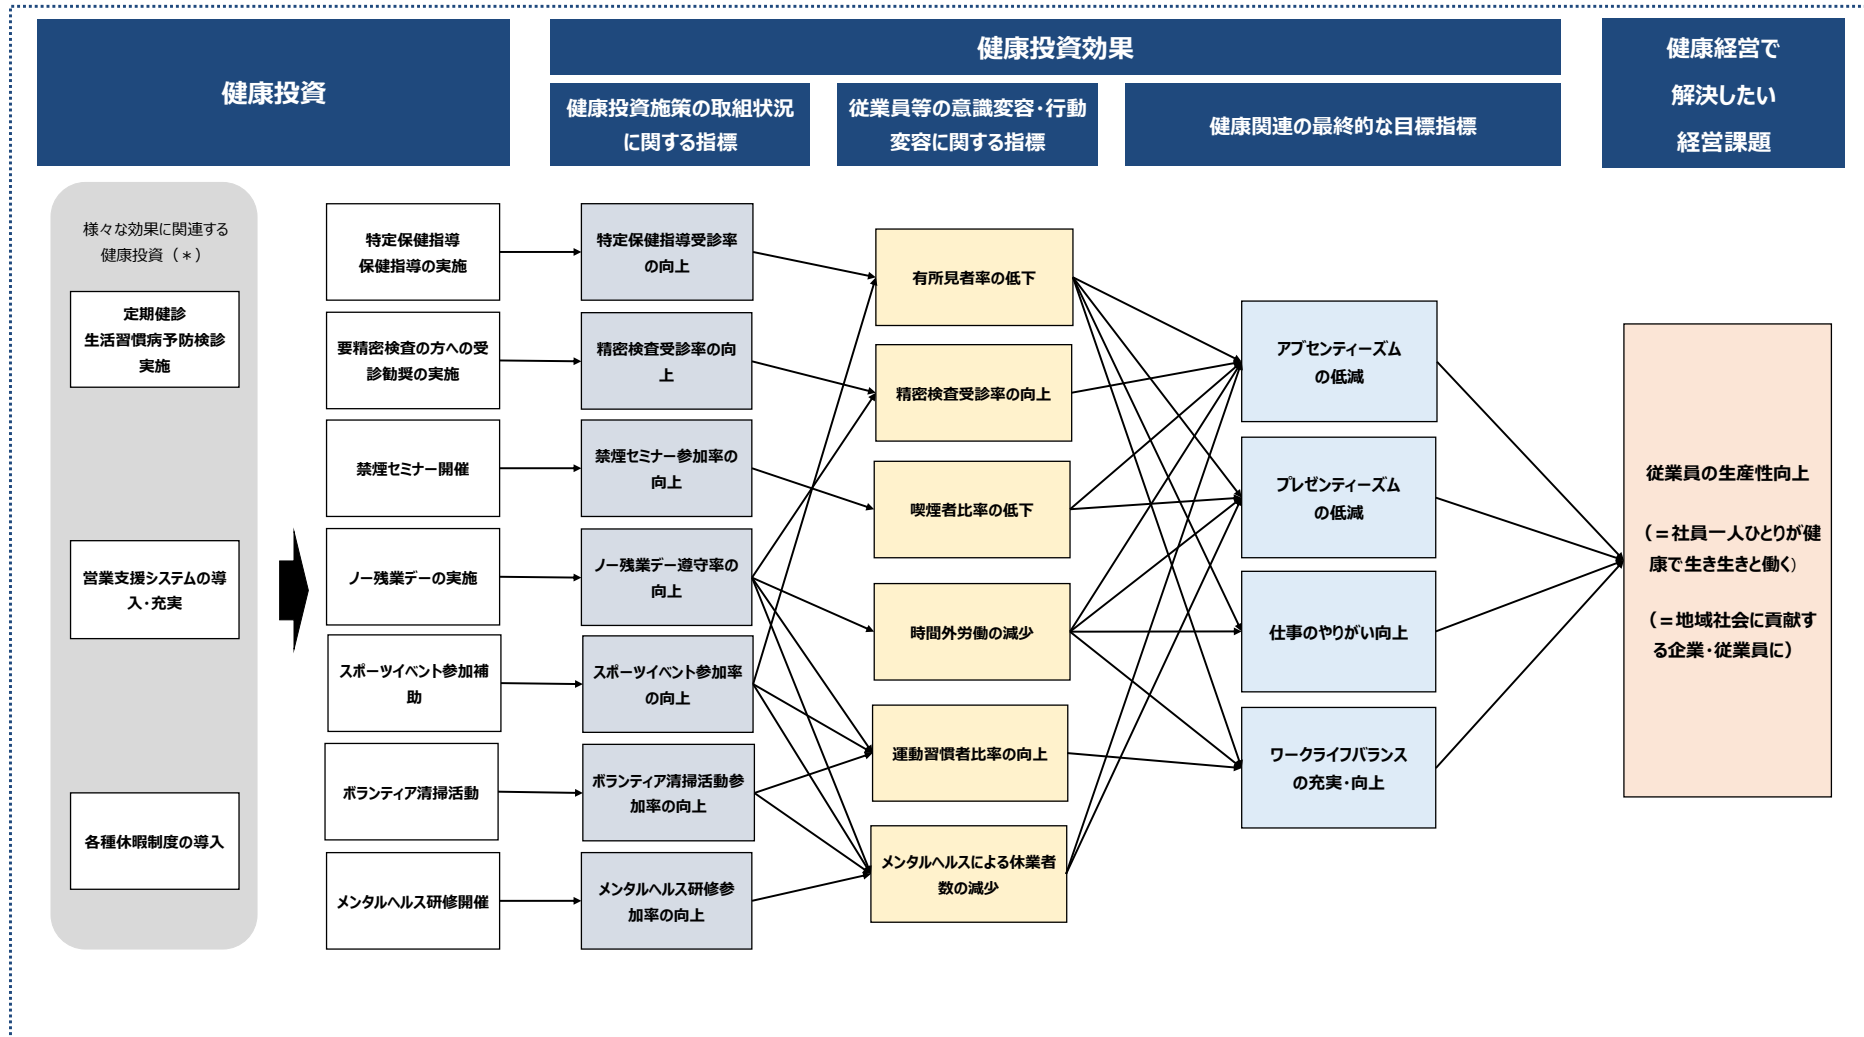 健康投資
健康投資効果
健康投資施策の取組状況
に関する指標
従業員等の意識変容・行動
変容に関する指標
健康関連の最終的な目標指標
健康経営で
解決したい
経営課題
様々な効果に関連する
健康投資（＊）
定期健診
生活習慣病予防検診
実施
営業支援システムの導
入・充実
各種休暇制度の導入
特定保健指導
保健指導の実施
要精密検査の方への受
診勧奨の実施
禁煙セミナー開催
ノー残業デーの実施
スポーツイベント参加補
助
ボランティア清掃活動
メンタルヘルス研修開催
特定保健指導受診率
の向上
精密検査受診率の向
上
禁煙セミナー参加率の
向上
ノー残業デー遵守率の
向上
スポーツイベント参加率
の向上
ボランティア清掃活動参
加率の向上
メンタルヘルス研修参
加率の向上
有所見者率の低下
精密検査受診率の向上
喫煙者比率の低下
時間外労働の減少
運動習慣者比率の向上
メンタルヘルスによる休業者
数の減少
アブセンティーズム
の低減
プレゼンティーズム
の低減
仕事のやりがい向上
ワークライフバランス
の充実・向上
従業員の生産性向上
（＝社員一人ひとりが健
康で生き生きと働く）
（＝地域社会に貢献す
る企業・従業員に）